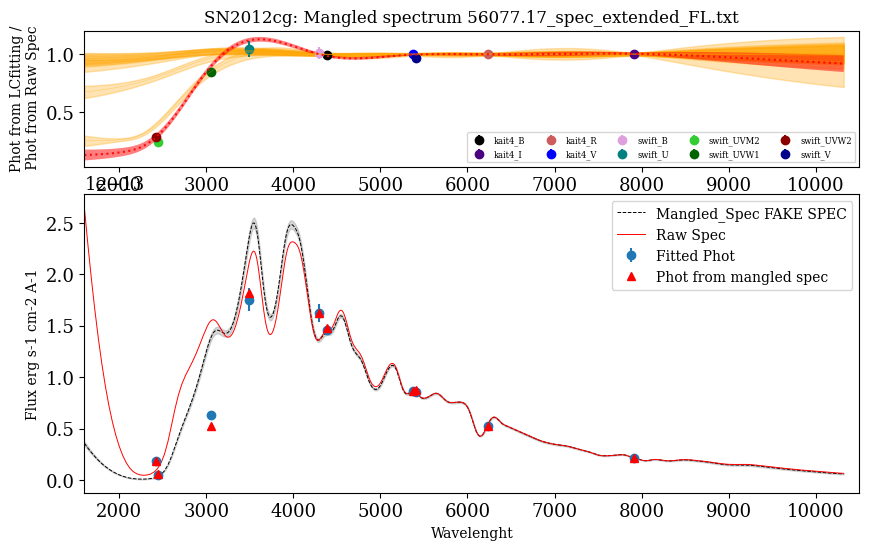 SN2012cg: Mangled spectrum 56077.17_spec_extended_FL.txt
Phot from LCfitting /
Phot from Raw Spec
1.0
0.5
kait4_B kait4_R swift_B swift_UVM2 swift_UVW2
kait4_I kait4_V swift_U swift_UVW1 swift_V
2000 3000 4000 5000 6000 7000 8000 9000 10000
1e−13
Flux erg s-1 cm-2 A-1
2.5
2.0
1.5
1.0
0.5
0.0
Mangled_Spec FAKE SPEC
Raw Spec
Fitted Phot
Phot from mangled spec
2000 3000 4000 5000 6000 7000 8000 9000 10000
Wavelenght